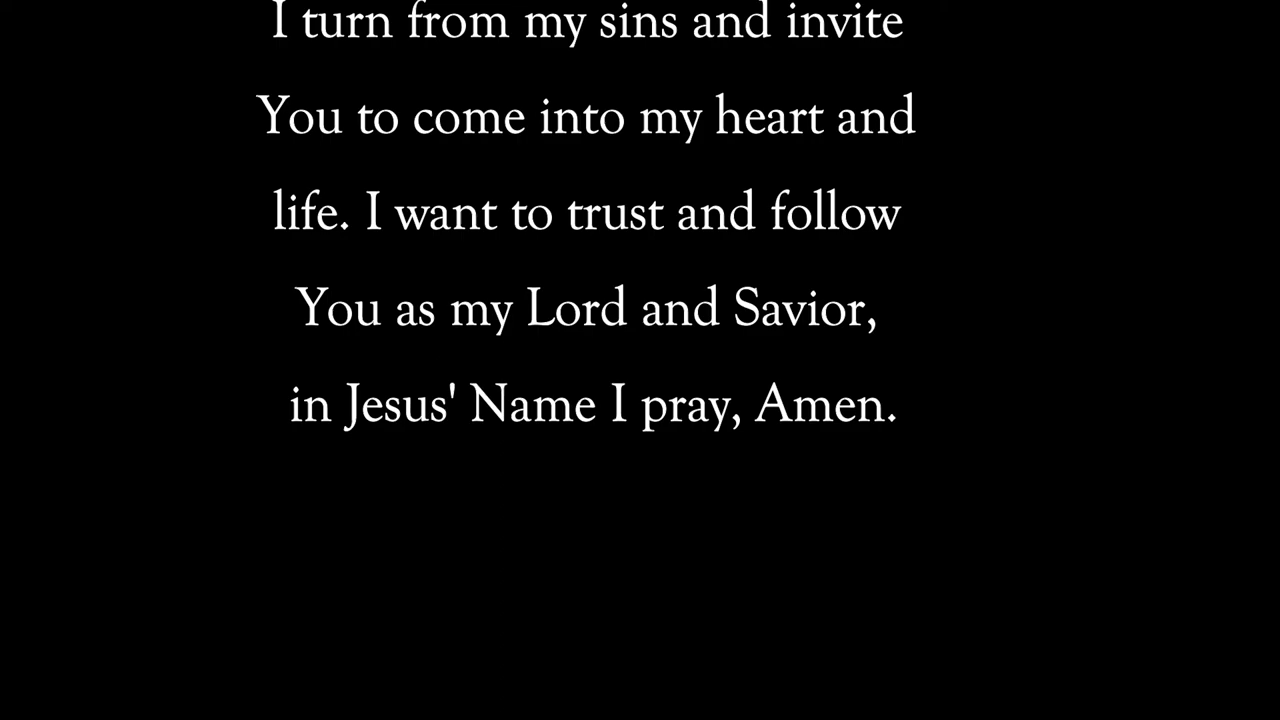 I turn from my sins and invite
You to come into my heart and
life. I want to trust and follow
You as my Lord and Savior,
in Jesus' Name I pray, Amen.